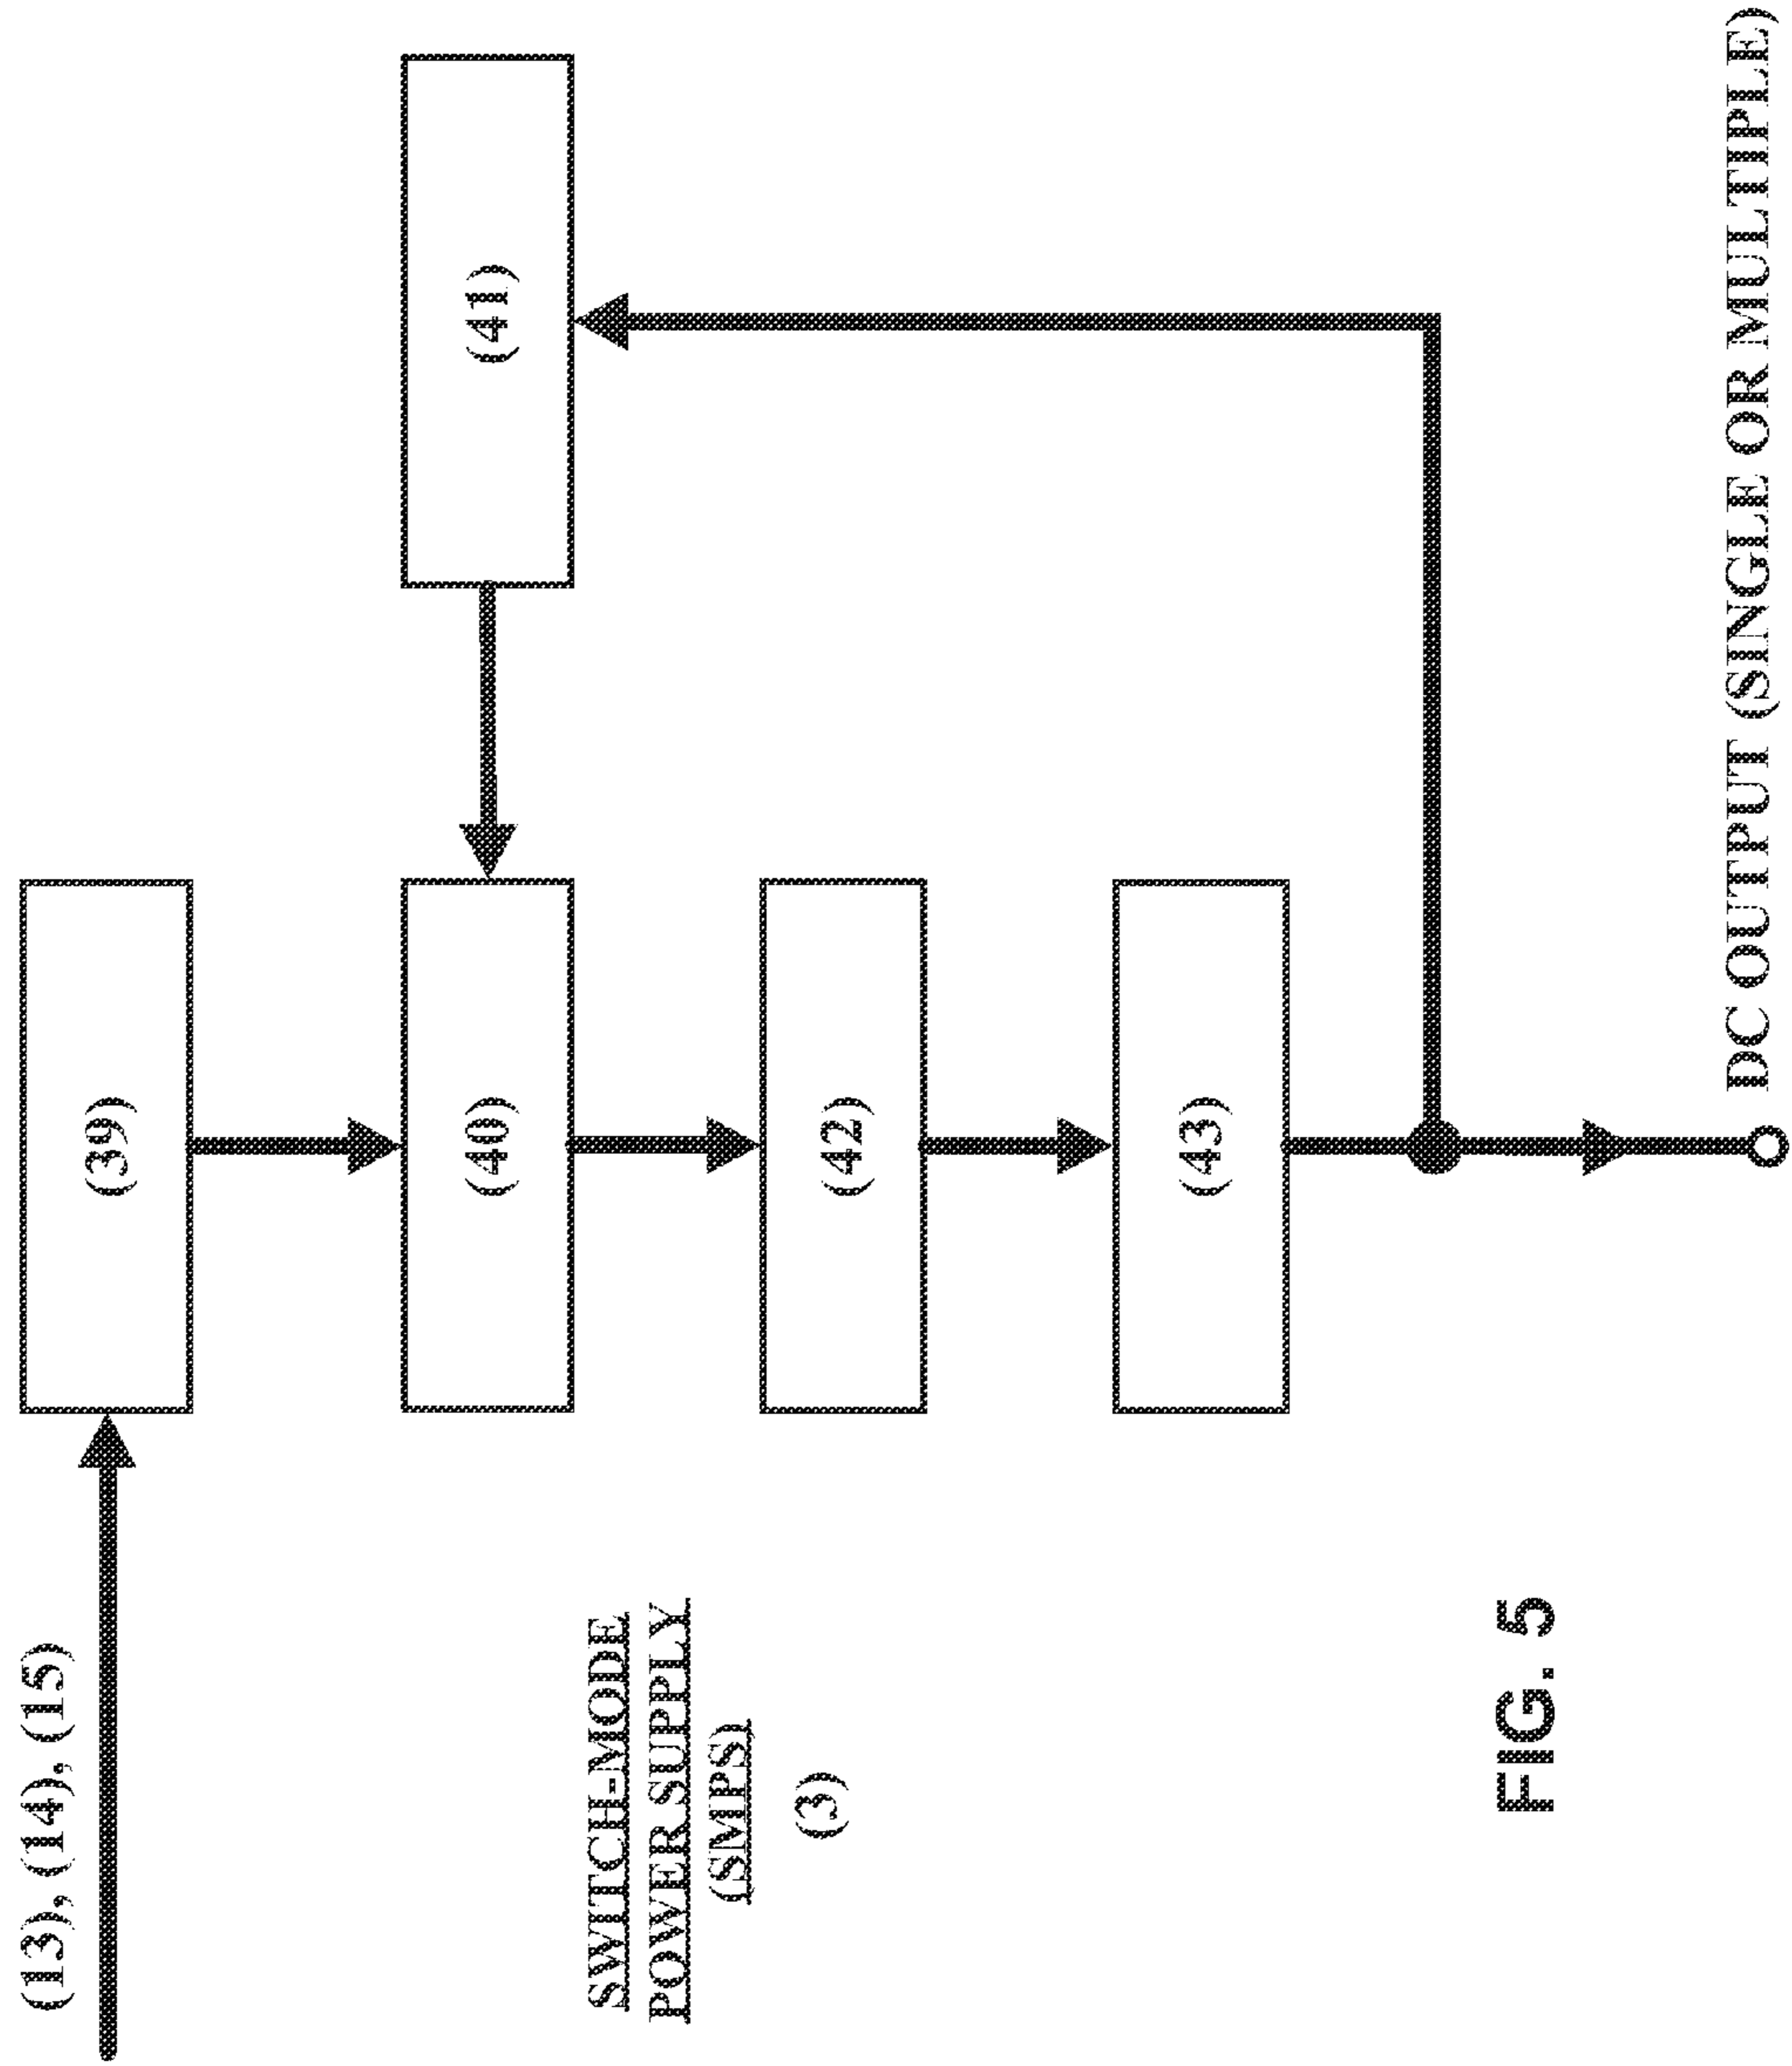 (13), (14), (15)
(39)
(40)
(41)
(42)
(43)
SWITCH-MODE
POWER SUPPLY
(SMPS)
(3)
DC OUTPUT (SINGLE OR MULTIPLE)
FIG. 5